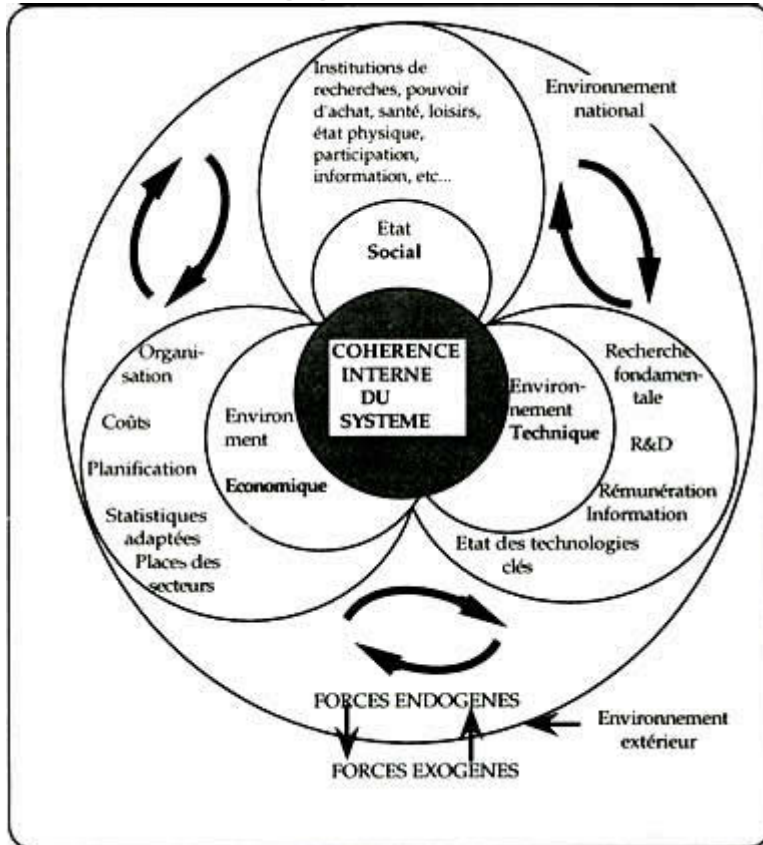 Institutions de
recherches, pouvoir
d'achat, santé, loisirs,
état physique,
participation,
information, etc...
Environnement
national
Etat
Social
COHERENCE
INTERNE
DU
SYSTEME
Organi-
sation
Coûts
Planification
Statistiques
adaptées
Places des
secteurs
Environ
ment
Economique
Environ-
nement
Technique
Recherche
fondamen-
tale
R&D
Rémunération
Information
Etat des technologies
clés
FORCES ENDOGENES
FORCES EXOGENES
Environnement
extérieur